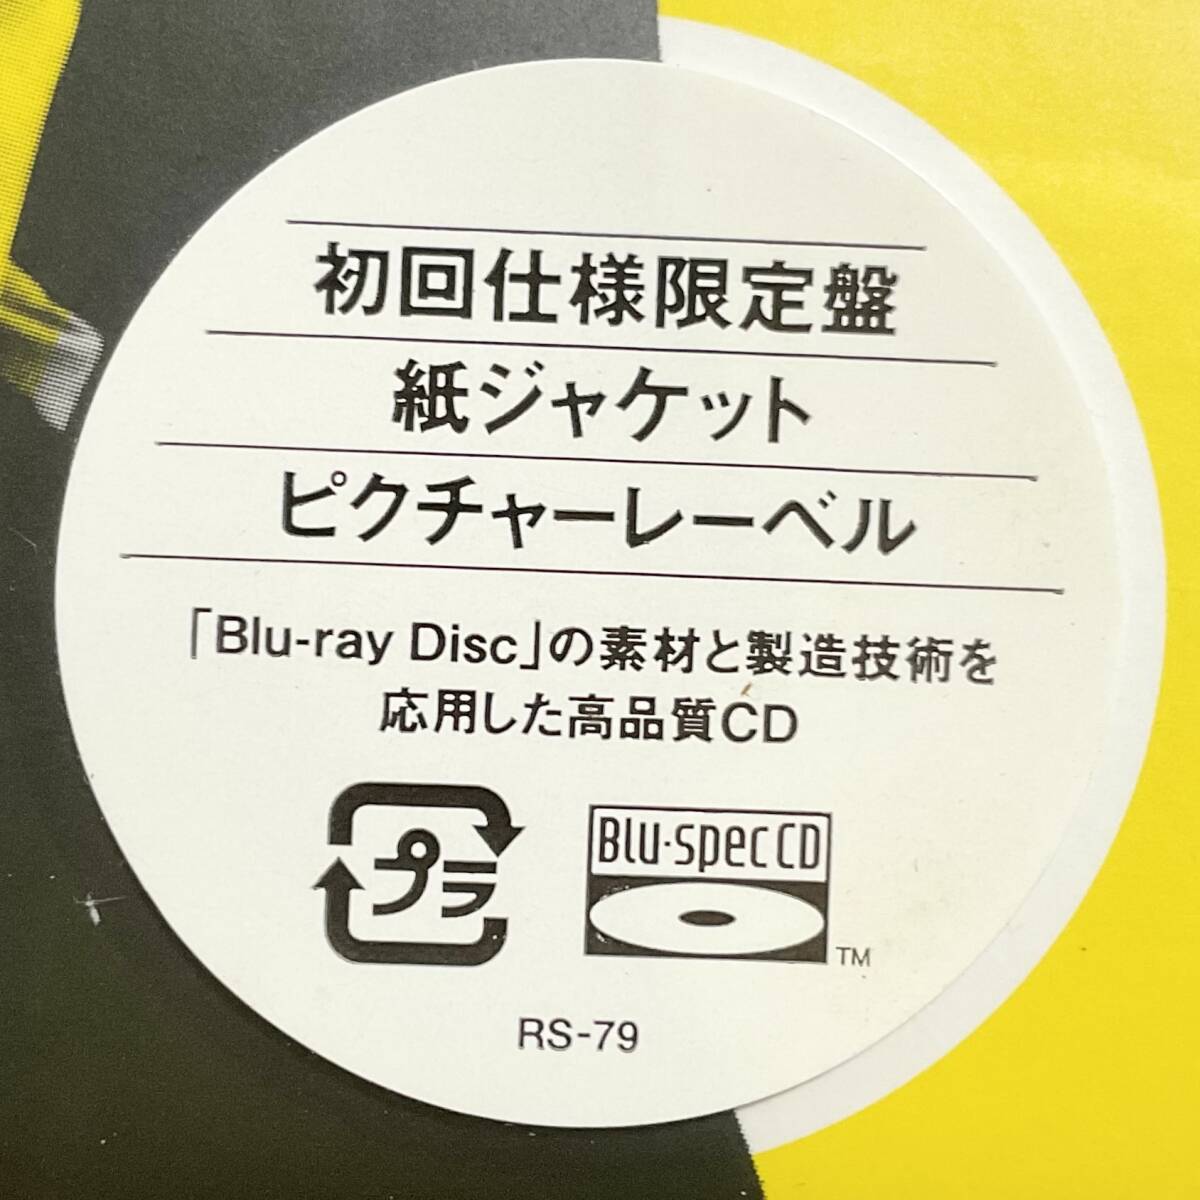 初回仕様限定盤
紙ジャケット
ピクチャーレーベル
「Blu-ray Disc」の素材と製造技術を
応用した高品質CD
プラ
Blu-spec CD
TM
RS-79